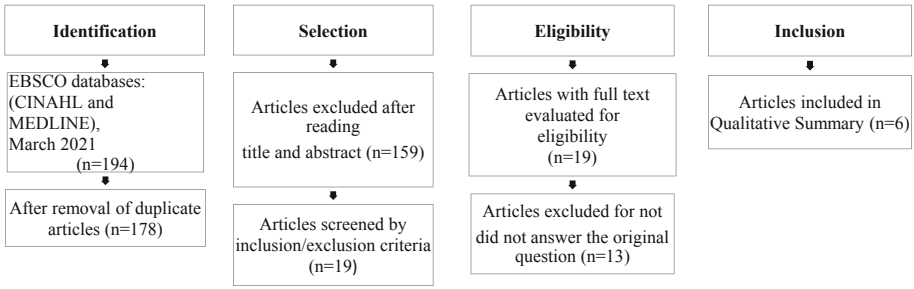 Identification
EBSCO databases:
(CINAHL and
MEDLINE),
March 2021
(n=194)
After removal of duplicate
articles (n=178)
Selection
Articles excluded after
reading
title and abstract (n=159)
Articles screened by
inclusion/exclusion criteria
(n=19)
Eligibility
Articles with full text
evaluated for
eligibility
(n=19)
Articles excluded for not
did not answer the original
question (n=13)
Inclusion
Articles included in
Qualitative Summary (n=6)